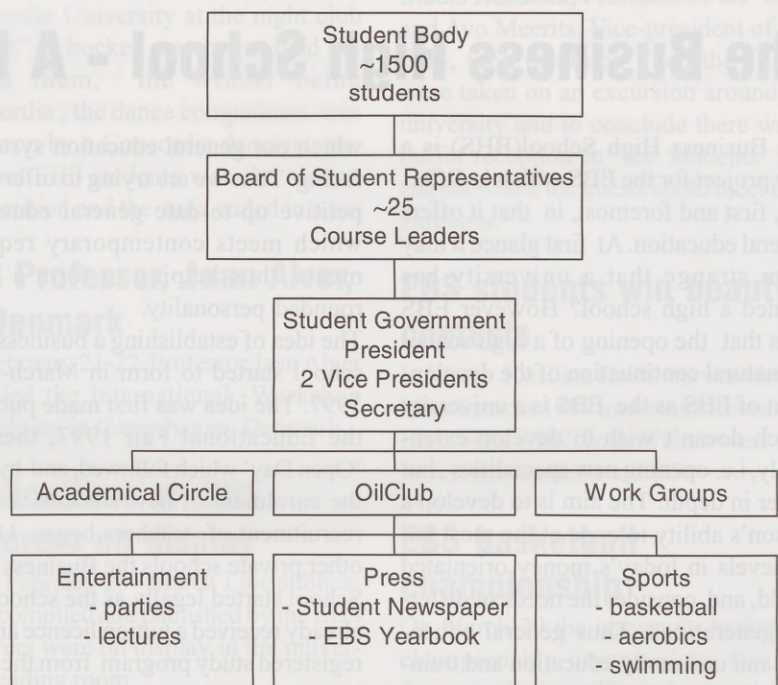 Student Body
~1500
students
Board of Student Representatives
~25
Course Leaders
Student Government
President
2 Vice Presidents
Secretary
Academical Circle
OilClub
Work Groups
Entertainment
- parties
- lectures
Press
- Student Newspaper
- EBS Yearbook
Sports
- basketball
- aerobics
- swimming